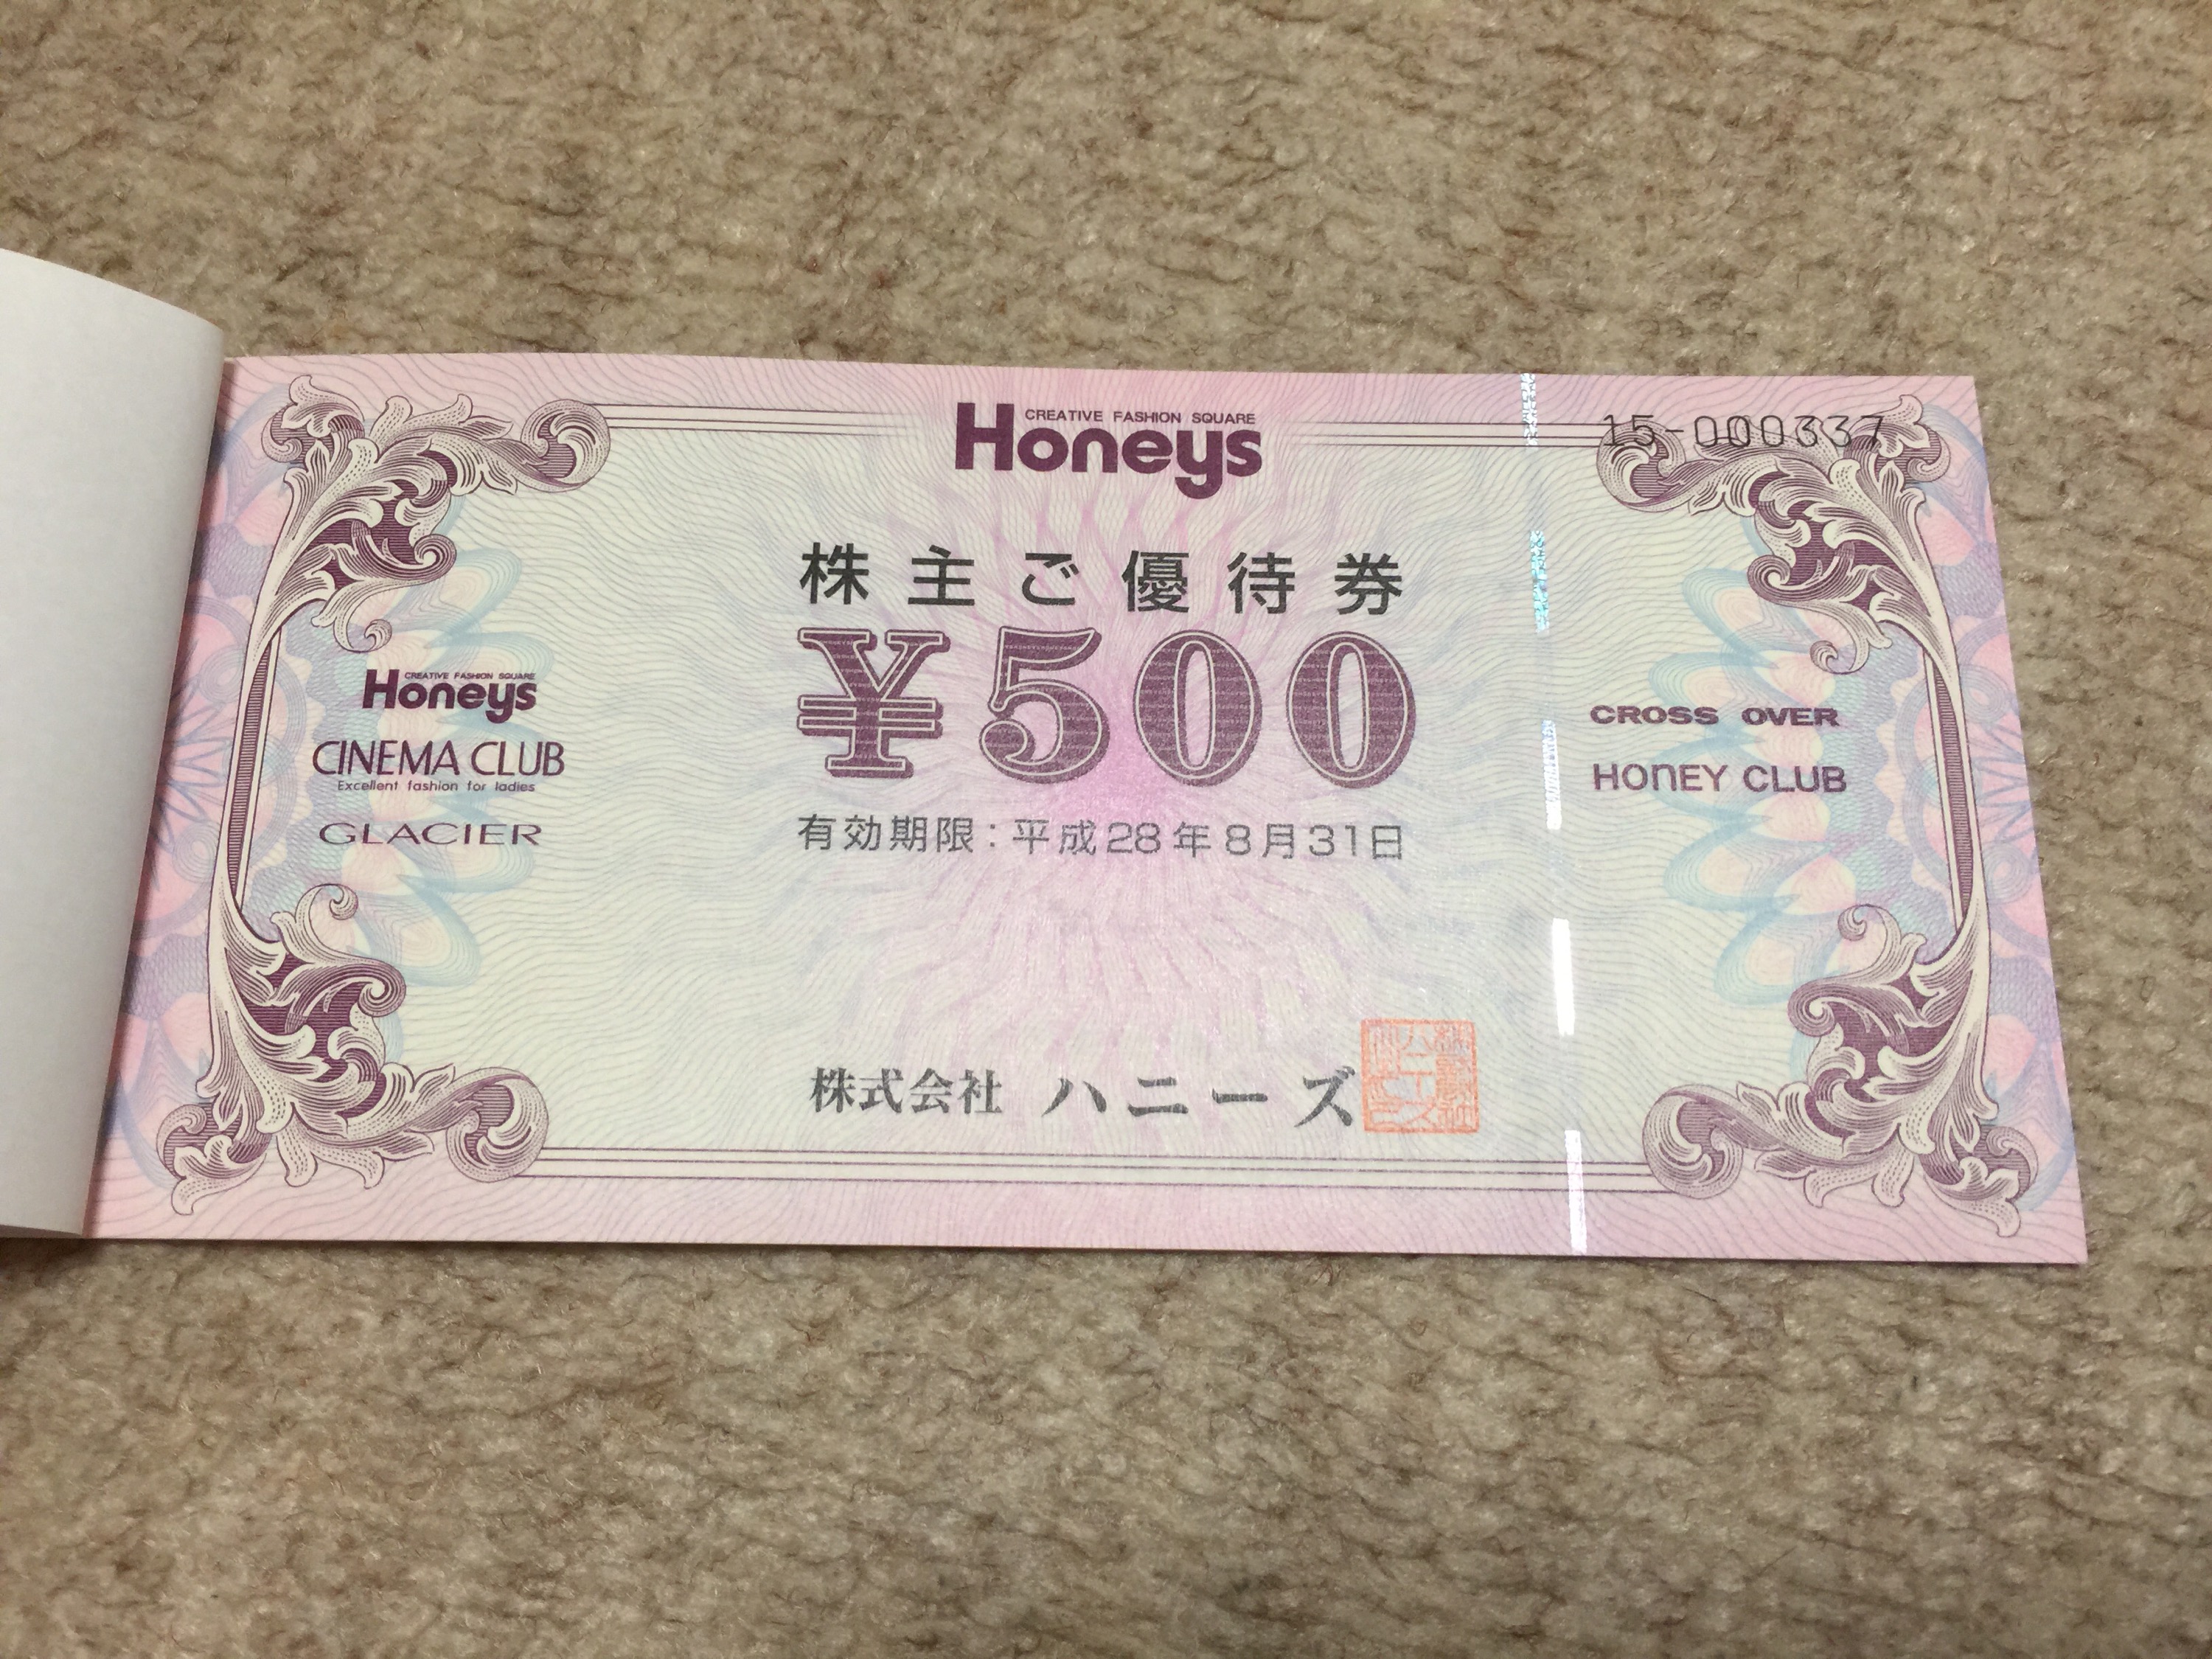 CREATIVE FASHION SQUARE
Honeys
15-000337
株主ご優待券
¥500
有効期限:平成28年8月31日
CREATIVE FASHION SQUARE
Honeys
CINEMA CLUB
Excellent fashion for ladies
GLACIER
CROSS OVER
HONEY CLUB
株式会社 ハニーズ